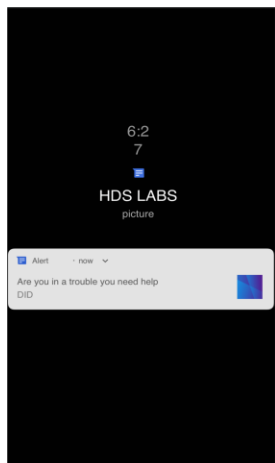 6:2
7
HDS LABS
picture
Alert · now
Are you in a trouble you need help
DID